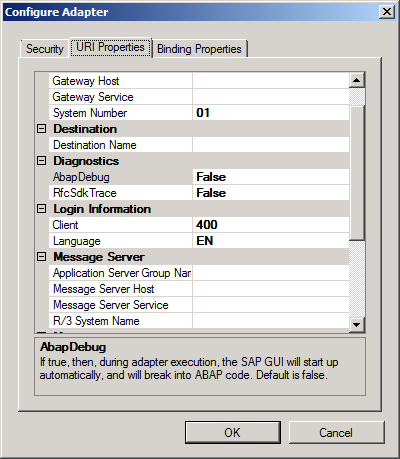 Configure Adapter
Security URI Properties Binding Properties
Gateway Host
Gateway Service
System Number 01
Destination
Destination Name
Diagnostics
AbapDebug False
RfcSdkTrace False
Login Information
Client 400
Language EN
Message Server
Application Server Group Nar
Message Server Host
Message Server Service
R/3 System Name
AbapDebug
If true, then, during adapter execution, the SAP GUI will start up
automatically, and will break into ABAP code. Default is false.
OK Cancel